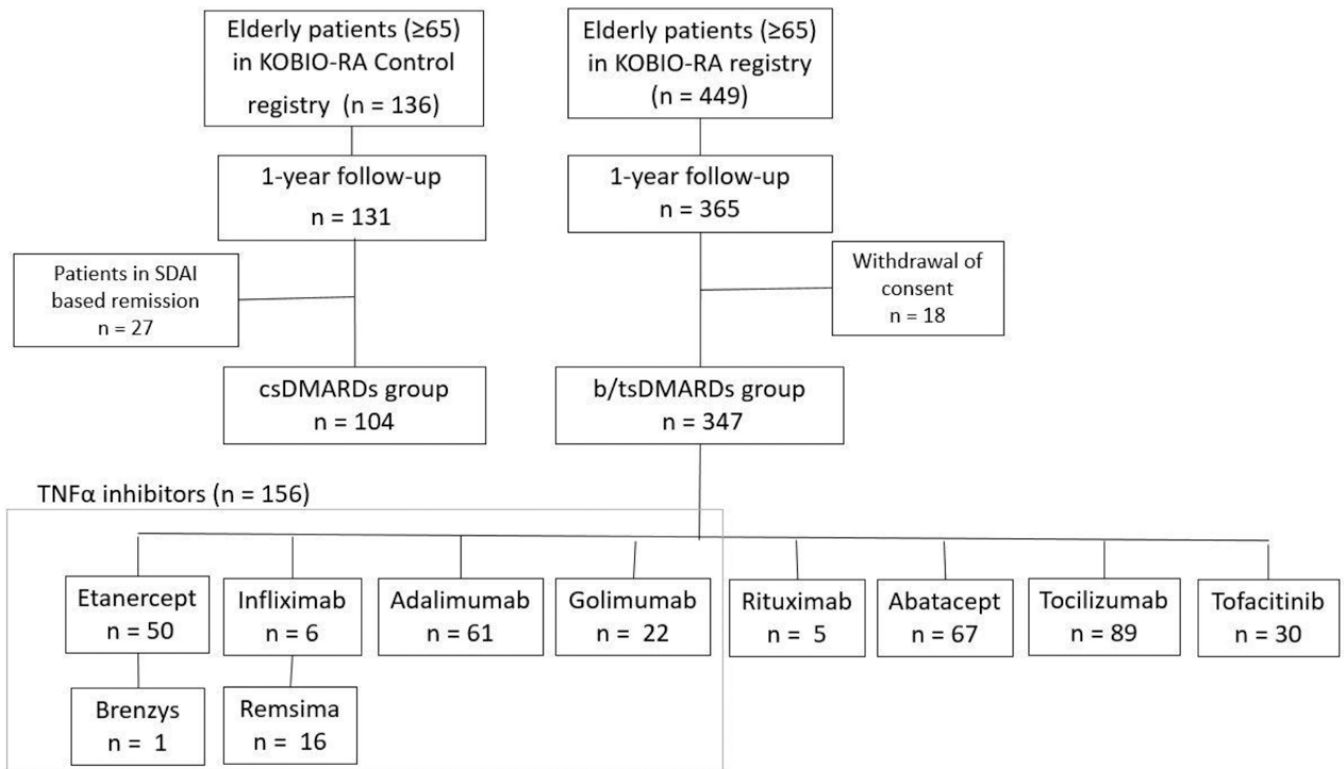 Elderly patients (≥65)
in KOBIO-RA Control
registry (n = 136)
Elderly patients (≥65)
in KOBIO-RA registry
(n = 449)
1-year follow-up
n = 131
1-year follow-up
n = 365
Patients in SDAI
based remission
n = 27
Withdrawal of
consent
n = 18
csDMARDs group
n = 104
b/tsDMARDs group
n = 347
TNFα inhibitors (n = 156)
Etanercept
n = 50
Infliximab
n = 6
Adalimumab
n = 61
Golimumab
n = 22
Rituximab
n = 5
Abatacept
n = 67
Tocilizumab
n = 89
Tofacitinib
n = 30
Brenzys
n = 1
Remsima
n = 16